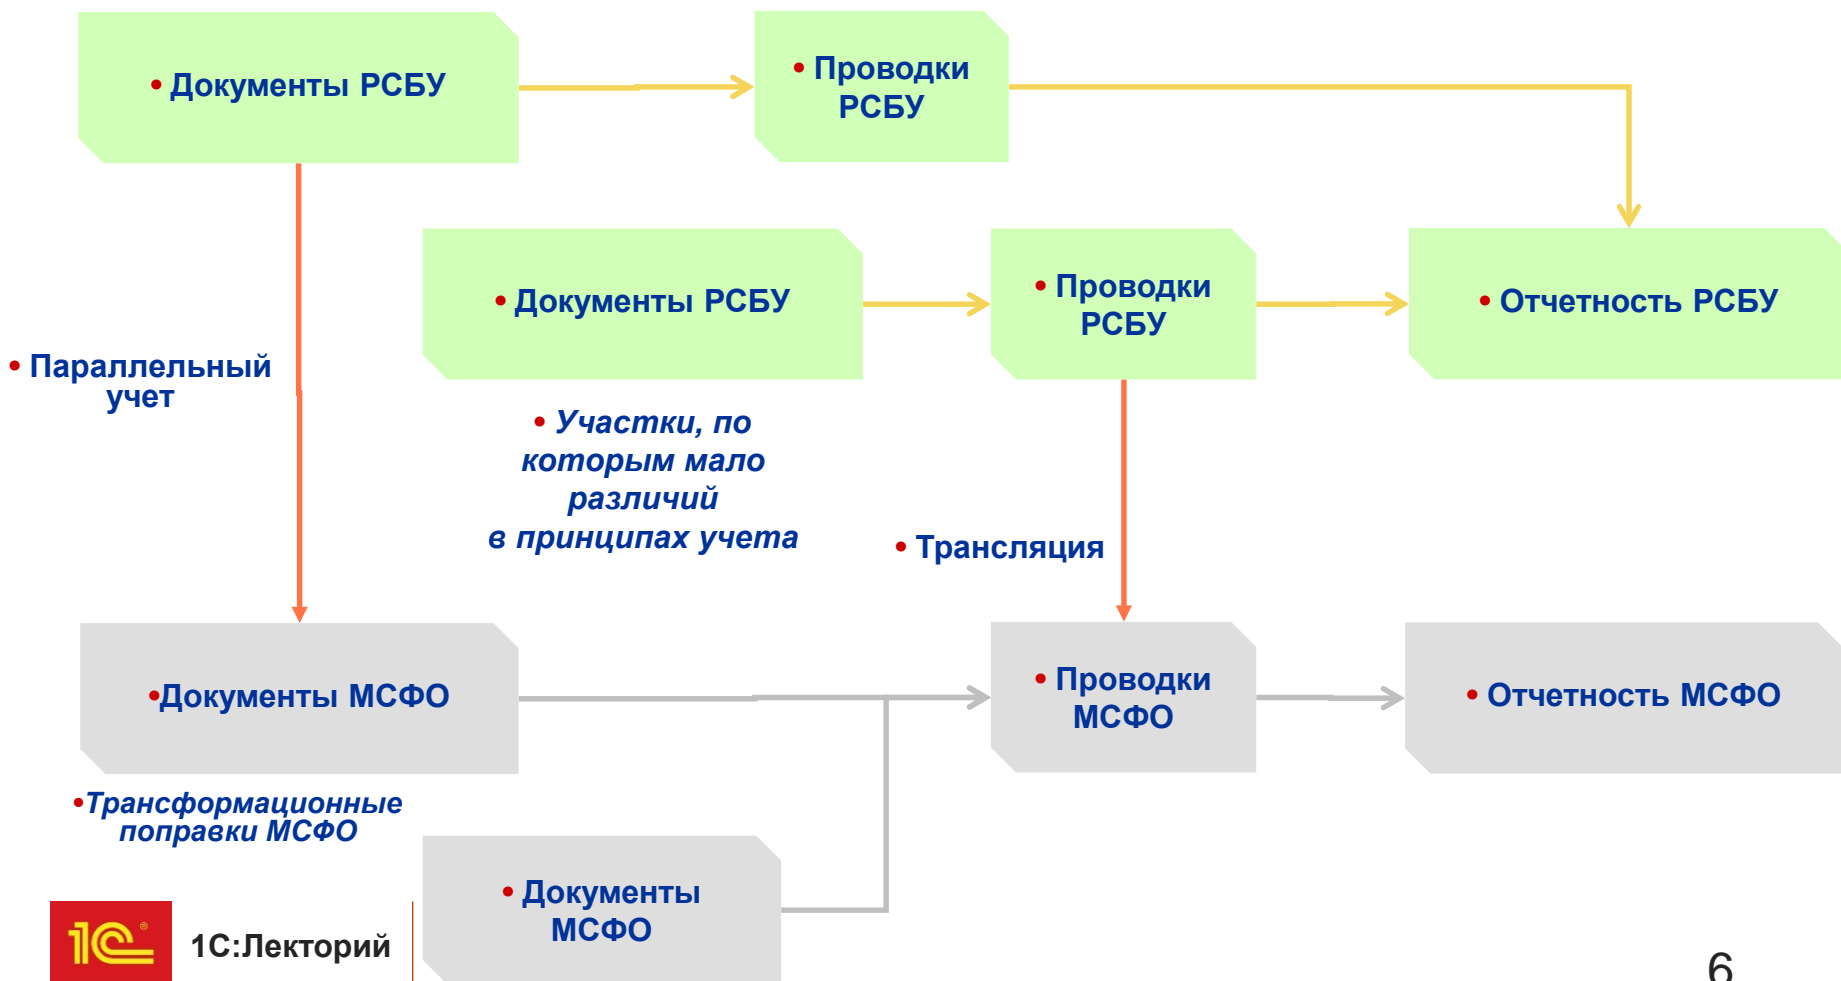 • Документы РСБУ
• Проводки
РСБУ
• Документы РСБУ
• Проводки
РСБУ
• Отчетность РСБУ
• Параллельный
учет
• Участки, по
которым мало
различий
в принципах учета
• Трансляция
•Документы МСФО
• Проводки
МСФО
• Отчетность МСФО
•Трансформационные
поправки МСФО
• Документы
МСФО
1С®
1С:Лекторий
6